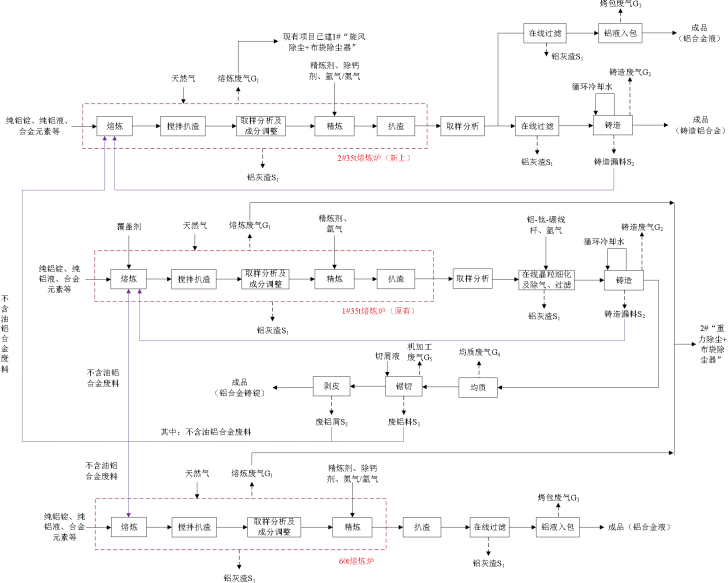 烤包废气G3
现有项目已建1#“旋风
除尘+布袋除尘器”
在线过滤
铝液入包
成品
(铝合金液)
精炼剂、除钙
剂、氩气/氮气
铝灰渣S1
天然气
熔炼废气G1
铸造废气G2
循环冷却水
纯铝锭、纯铝液、
合金元素等
熔炼
搅拌扒渣
取样分析及
成分调整
精炼
扒渣
取样分析
在线过滤
铸造
成品
(铸造铝合金)
2#35t熔炼炉(新上)
铝灰渣S1
铝灰渣S1
铸造漏料S2
覆盖剂
天然气
熔炼废气G1
精炼剂、
氩气
铝-钛-硼线
杆、氩气
铸造废气G2
循环冷却水
纯铝锭、纯
铝液、合金
元素等
熔炼
搅拌扒渣
取样分析及
成分调整
精炼
扒渣
取样分析
在线晶粒细化
及除气、过滤
铸造
不含油铝合金废料
1#35t熔炼炉(原有)
铝灰渣S1
铝灰渣S1
铸造漏料S2
2#“重
力除尘+
布袋除
尘器”
不含油铝
合金废料
切屑液
机加工
废气G5
均质废气G4
成品
(铝合金铸锭)
剥皮
锯切
均质
废铝屑S3
废铝料S3
其中:不含油铝合金废料
不含油铝
合金废料
天然气
熔炼废气G1
精炼剂、除钙
剂、氮气/氩气
烤包废气G3
纯铝锭、纯
铝液、合金
元素等
熔炼
搅拌扒渣
取样分析及
成分调整
精炼
扒渣
在线过滤
铝液入包
成品(铝合金液)
60t熔炼炉
铝灰渣S1
铝灰渣S1